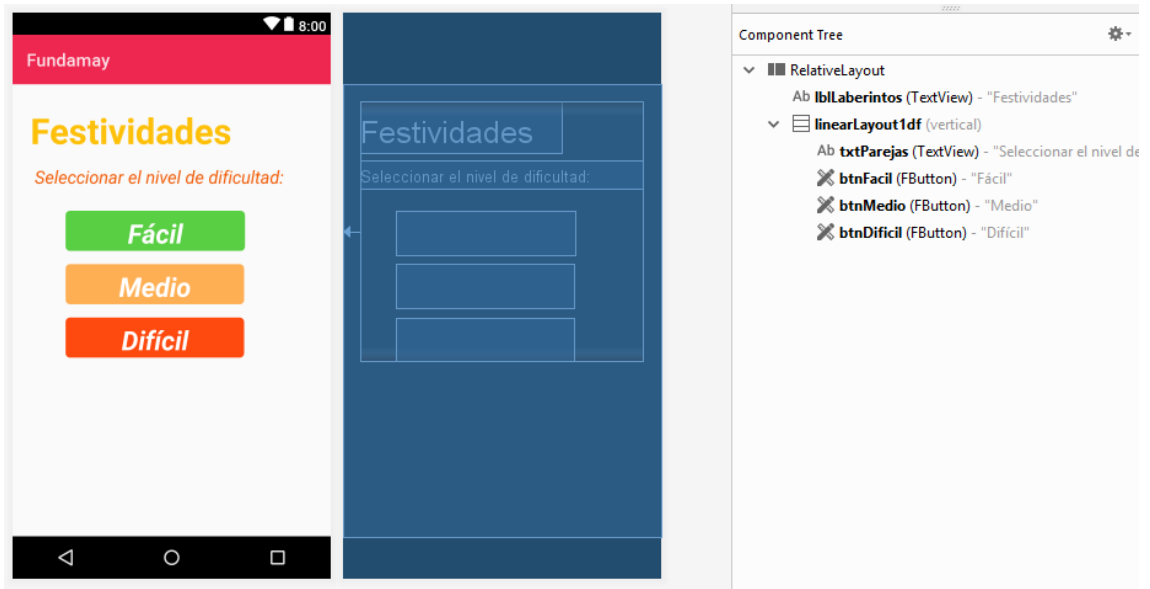 8:00
Fundamay
Festividades
Seleccionar el nivel de dificultad:
Fácil
Medio
Difícil
Festividades
Seleccionar el nivel de dificultad:
Component Tree
RelativeLayout
Ab lblLaberintos (TextView) - "Festividades"
linearLayout1df (vertical)
Ab txtParejas (TextView) - "Seleccionar el nivel de
btnFacil (FButton) - "Fácil"
btnMedio (FButton) - "Medio"
btnDificil (FButton) - "Difícil"